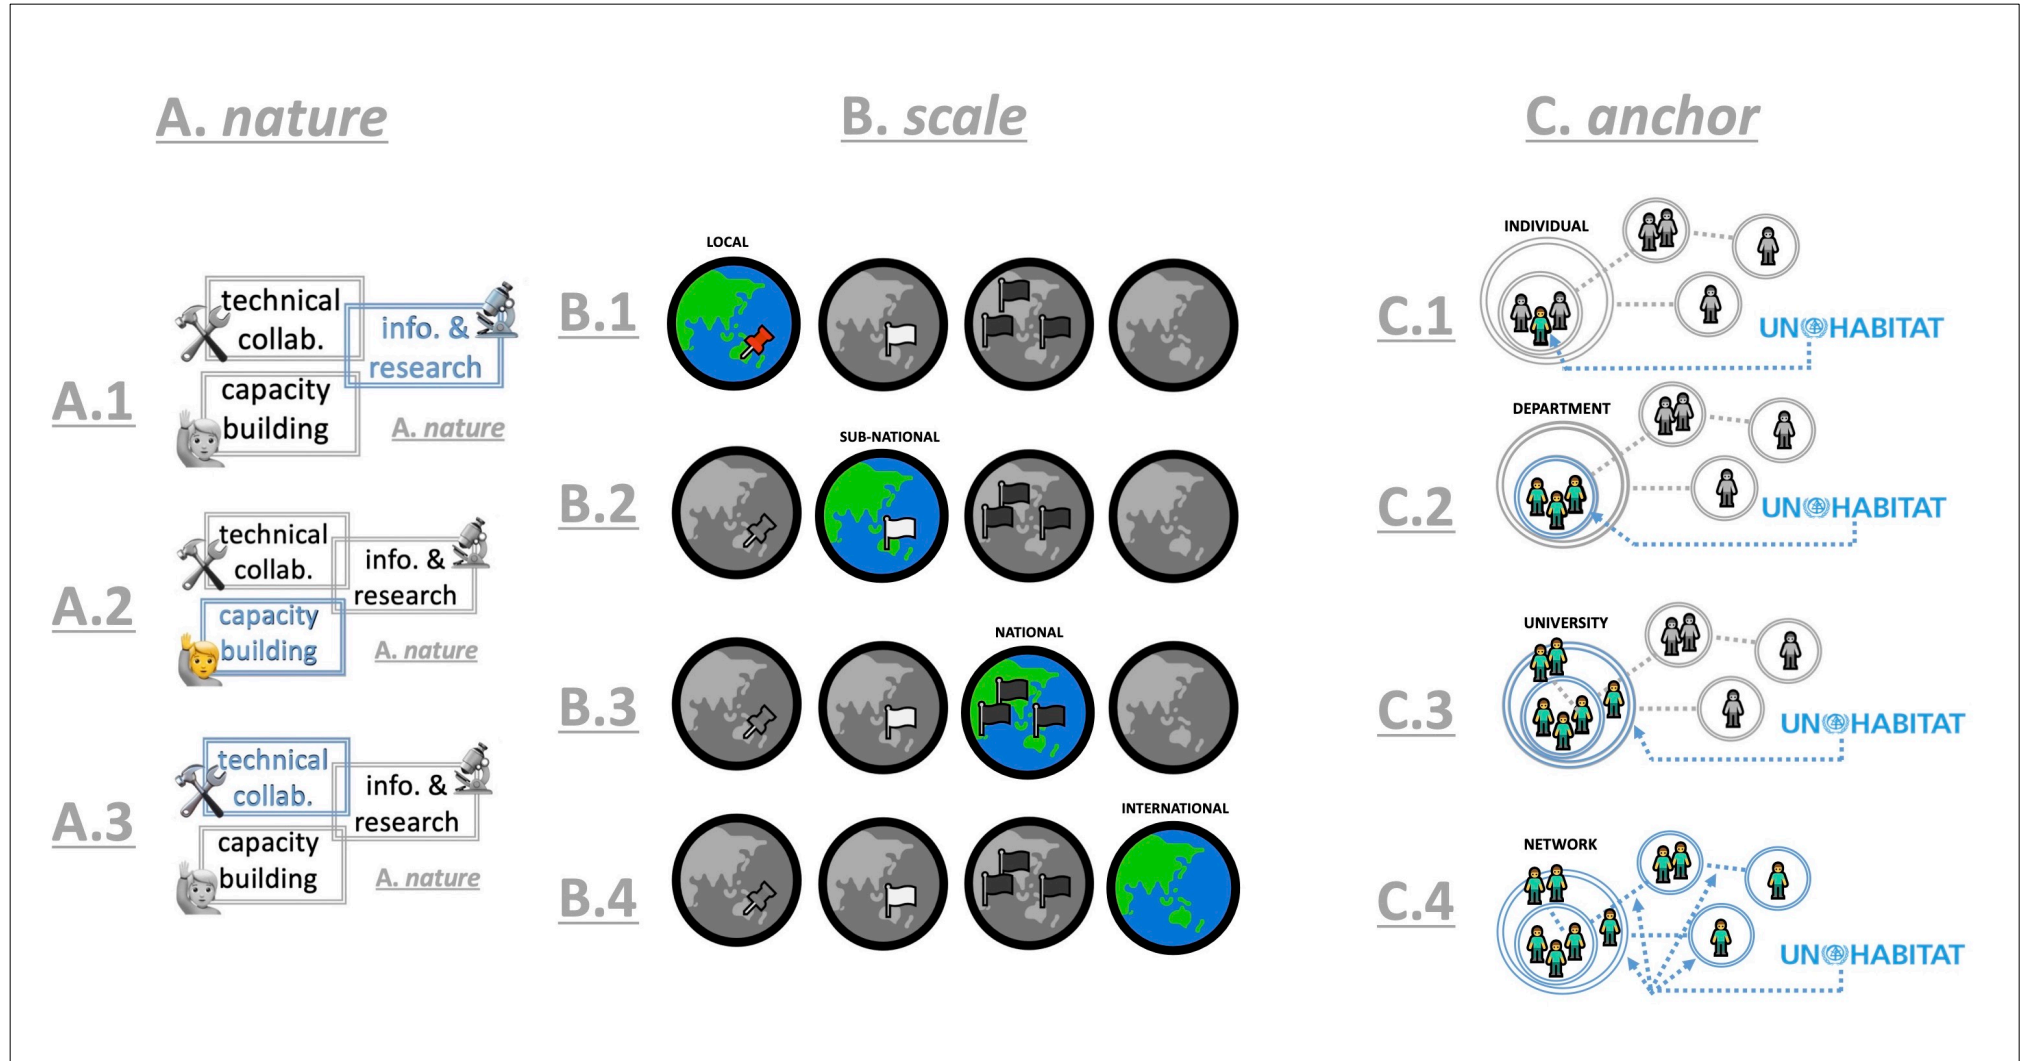 A. nature
B. scale
C. anchor
A.1
technical
collab.
info. &
research
capacity
building
A. nature
A.2
technical
collab.
info. &
research
capacity
building
A. nature
A.3
technical
collab.
info. &
research
capacity
building
A. nature
LOCAL
B.1
SUB-NATIONAL
B.2
NATIONAL
B.3
INTERNATIONAL
B.4
INDIVIDUAL
C.1
UN HABITAT
DEPARTMENT
C.2
UN HABITAT
UNIVERSITY
C.3
UN HABITAT
NETWORK
C.4
UN HABITAT